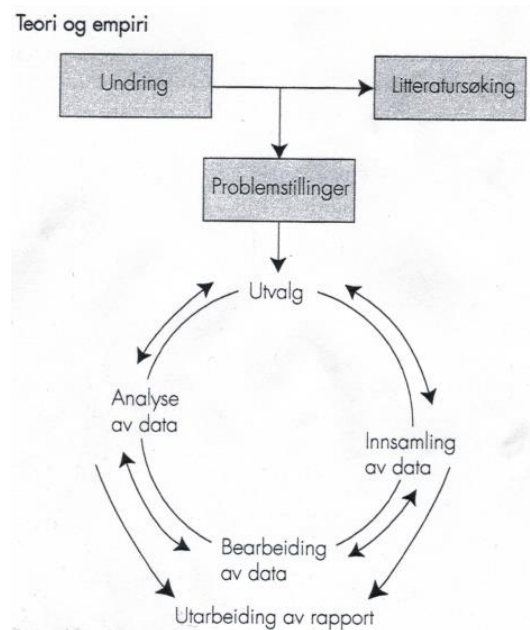 Teori og empiri
Undring
Litteratursøking
Problemstillinger
Utvalg
Analyse
av data
Innsamling
av data
Bearbeiding
av data
Utarbeiding av rapport